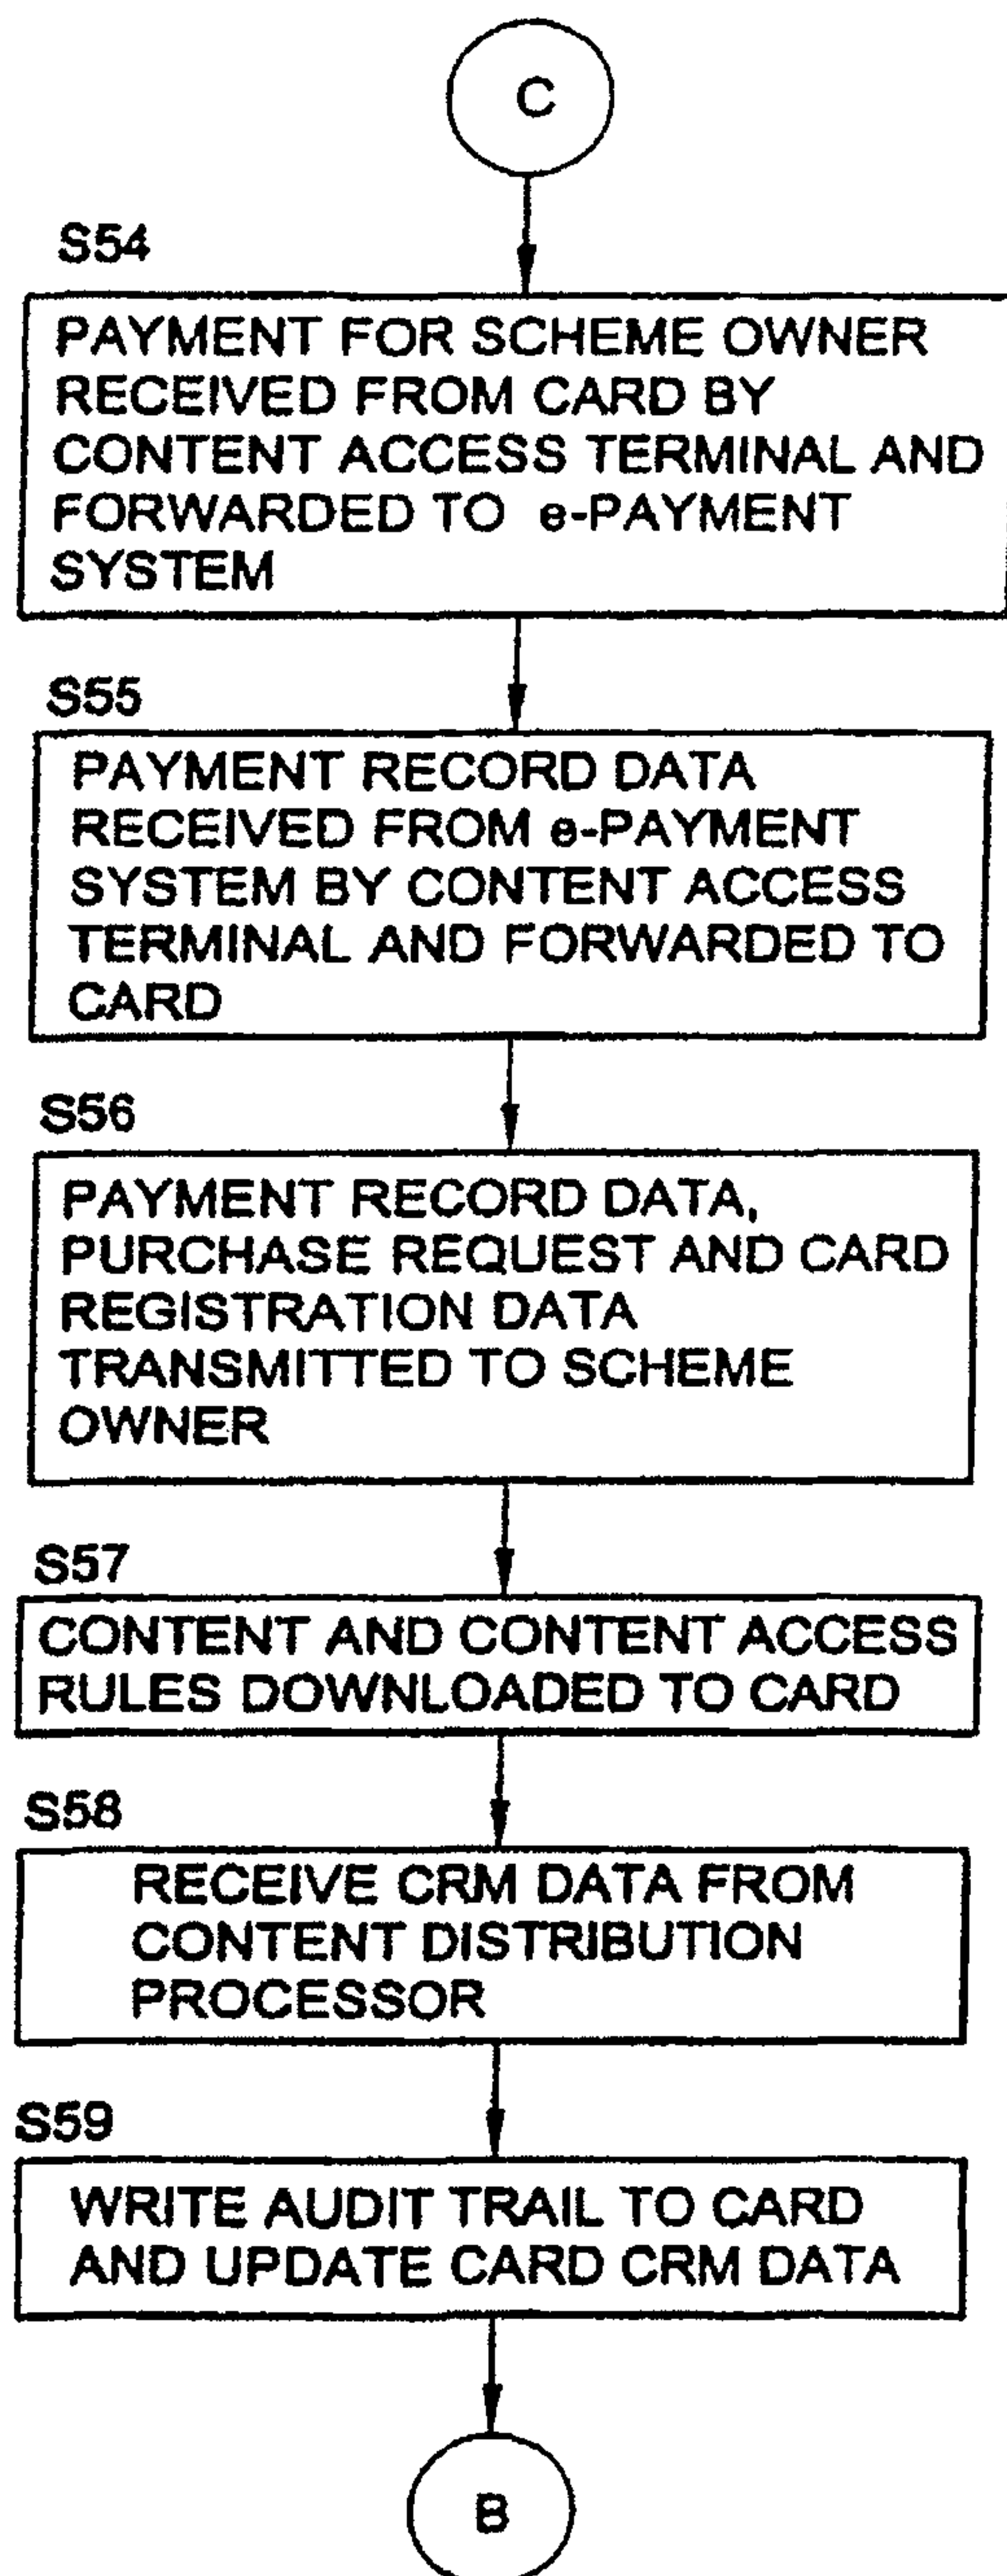 C
S54
PAYMENT FOR SCHEME OWNER
RECEIVED FROM CARD BY
CONTENT ACCESS TERMINAL AND
FORWARDED TO e-PAYMENT
SYSTEM
S55
PAYMENT RECORD DATA
RECEIVED FROM e-PAYMENT
SYSTEM BY CONTENT ACCESS
TERMINAL AND FORWARDED TO
CARD
S56
PAYMENT RECORD DATA,
PURCHASE REQUEST AND CARD
REGISTRATION DATA
TRANSMITTED TO SCHEME
OWNER
S57
CONTENT AND CONTENT ACCESS
RULES DOWNLOADED TO CARD
S58
RECEIVE CRM DATA FROM
CONTENT DISTRIBUTION
PROCESSOR
S59
WRITE AUDIT TRAIL TO CARD
AND UPDATE CARD CRM DATA
B